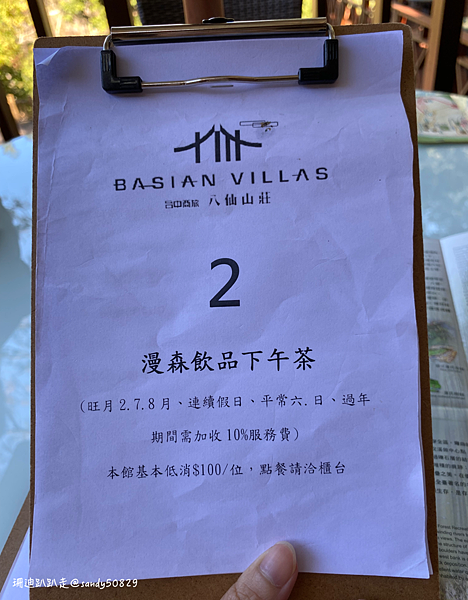 BASIAN VILLAS
台中商旅 八仙山莊
2
漫森飲品下午茶
(旺月 2.7.8 月、連續假日、平常六.日、過年
期間需加收 10%服務費)
本館基本低消$100/位，點餐請洽櫃台
瑪迪趴趴走@sandy50829